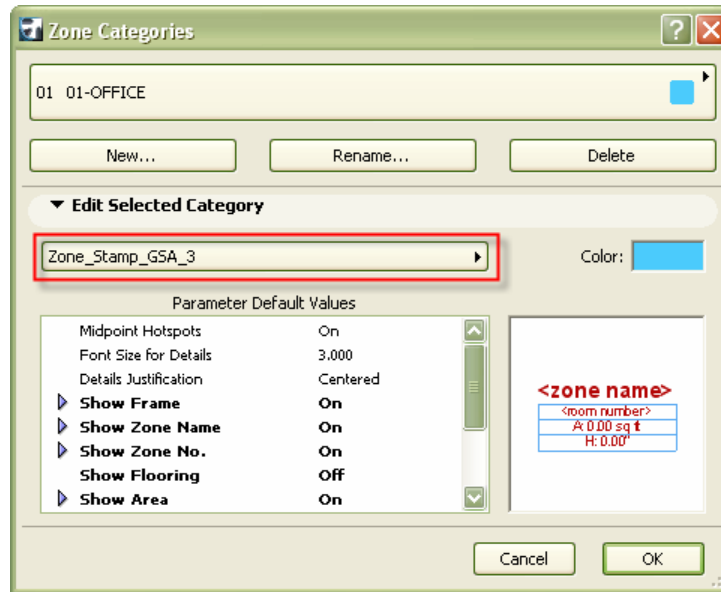 Zone Categories
01 01-OFFICE
New... Rename... Delete
Edit Selected Category
Zone_Stamp_GSA_3 Color:
Parameter Default Values
Midpoint Hotspots On
Font Size for Details 3.000
Details Justification Centered
Show Frame On
Show Zone Name On
Show Zone No. On
Show Flooring Off
Show Area On
<zone name>
<room number>
A: 0.00 sq ft
H: 0.00"
Cancel OK